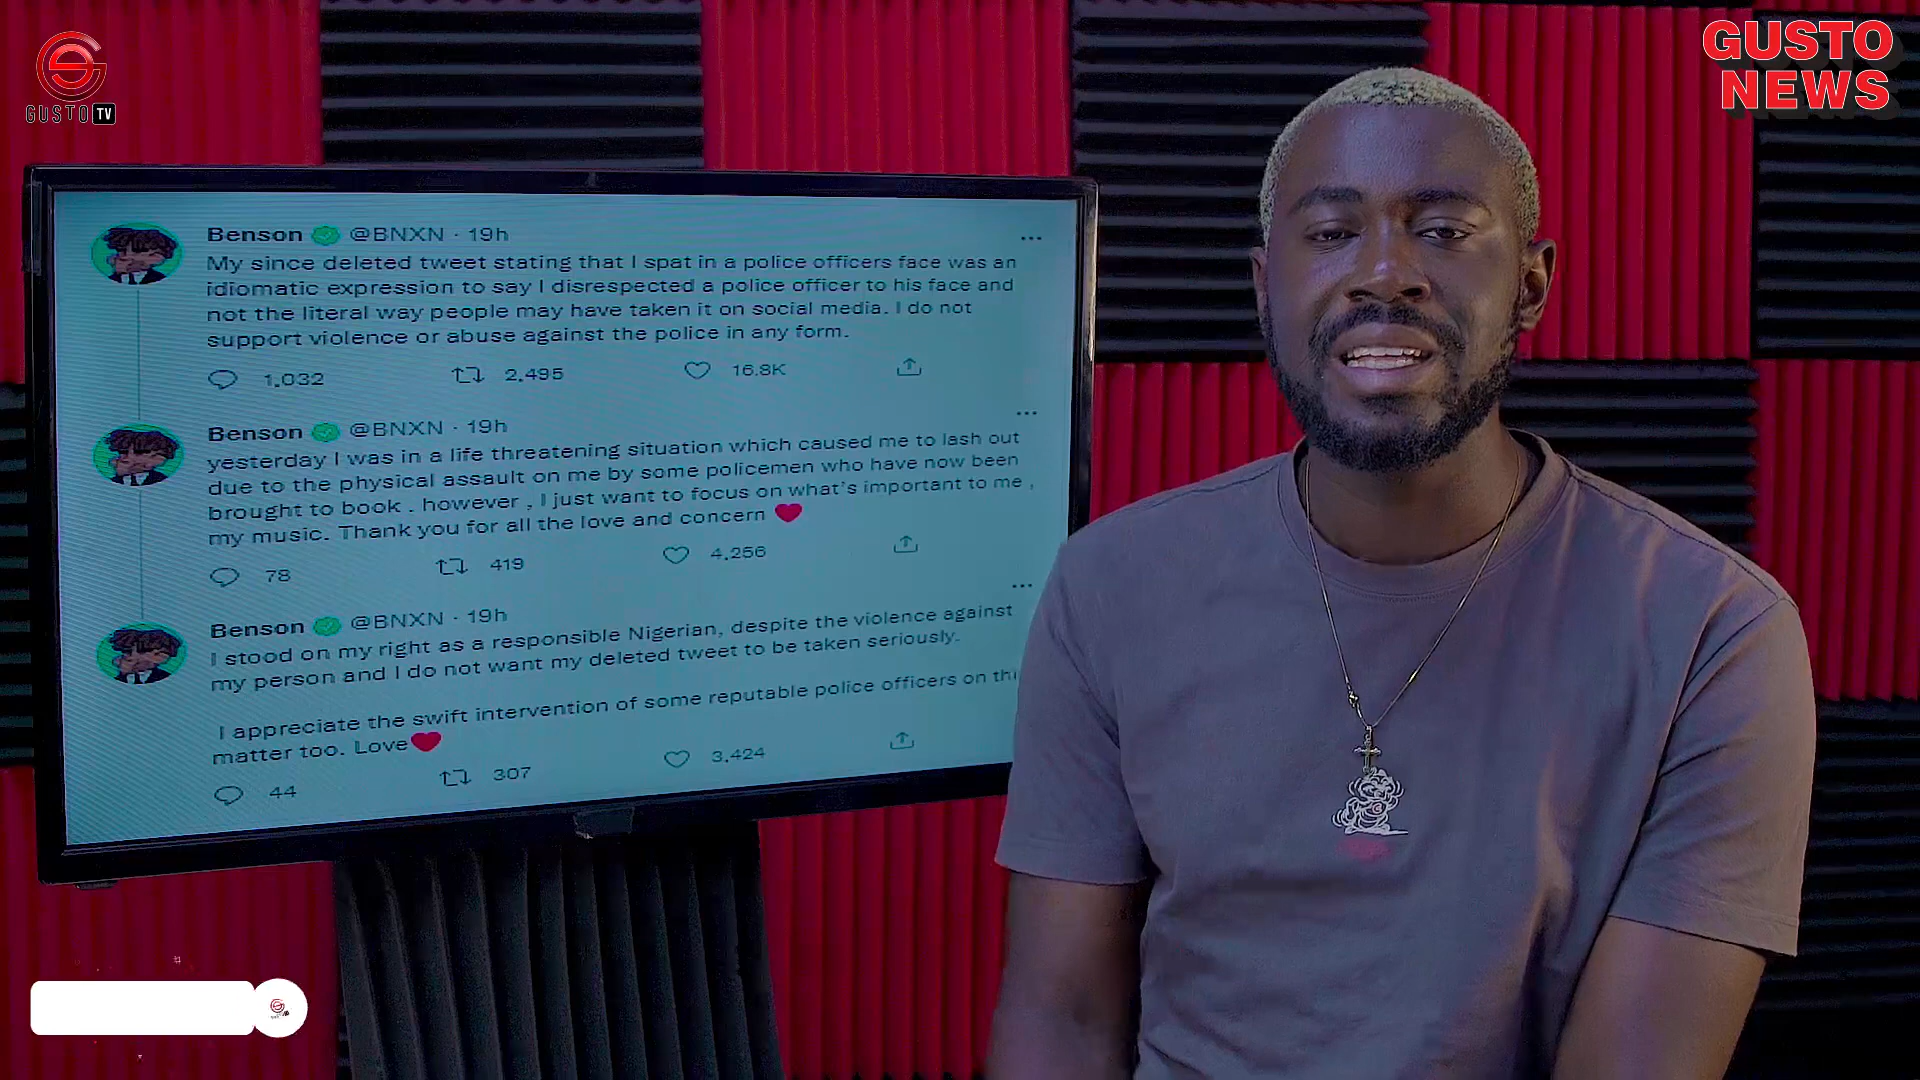 GUSTO TV
GUSTO
NEWS
Benson @BNXN · 19h
My since deleted tweet stating that I spat in a police officers face was an
idiomatic expression to say I disrespected a police officer to his face and
not the literal way people may have taken it on social media. I do not
support violence or abuse against the police in any form.
1,032 2,495 16.8K
Benson @BNXN · 19h
yesterday I was in a life threatening situation which caused me to lash out
due to the physical assault on me by some policemen who have now been
brought to book . however , I just want to focus on what's important to me ,
my music. Thank you for all the love and concern ❤
78 419 4,256
Benson @BNXN · 19h
I stood on my right as a responsible Nigerian, despite the violence against
my person and I do not want my deleted tweet to be taken seriously.
I appreciate the swift intervention of some reputable police officers on
matter too. Love ❤
44 307 3,424